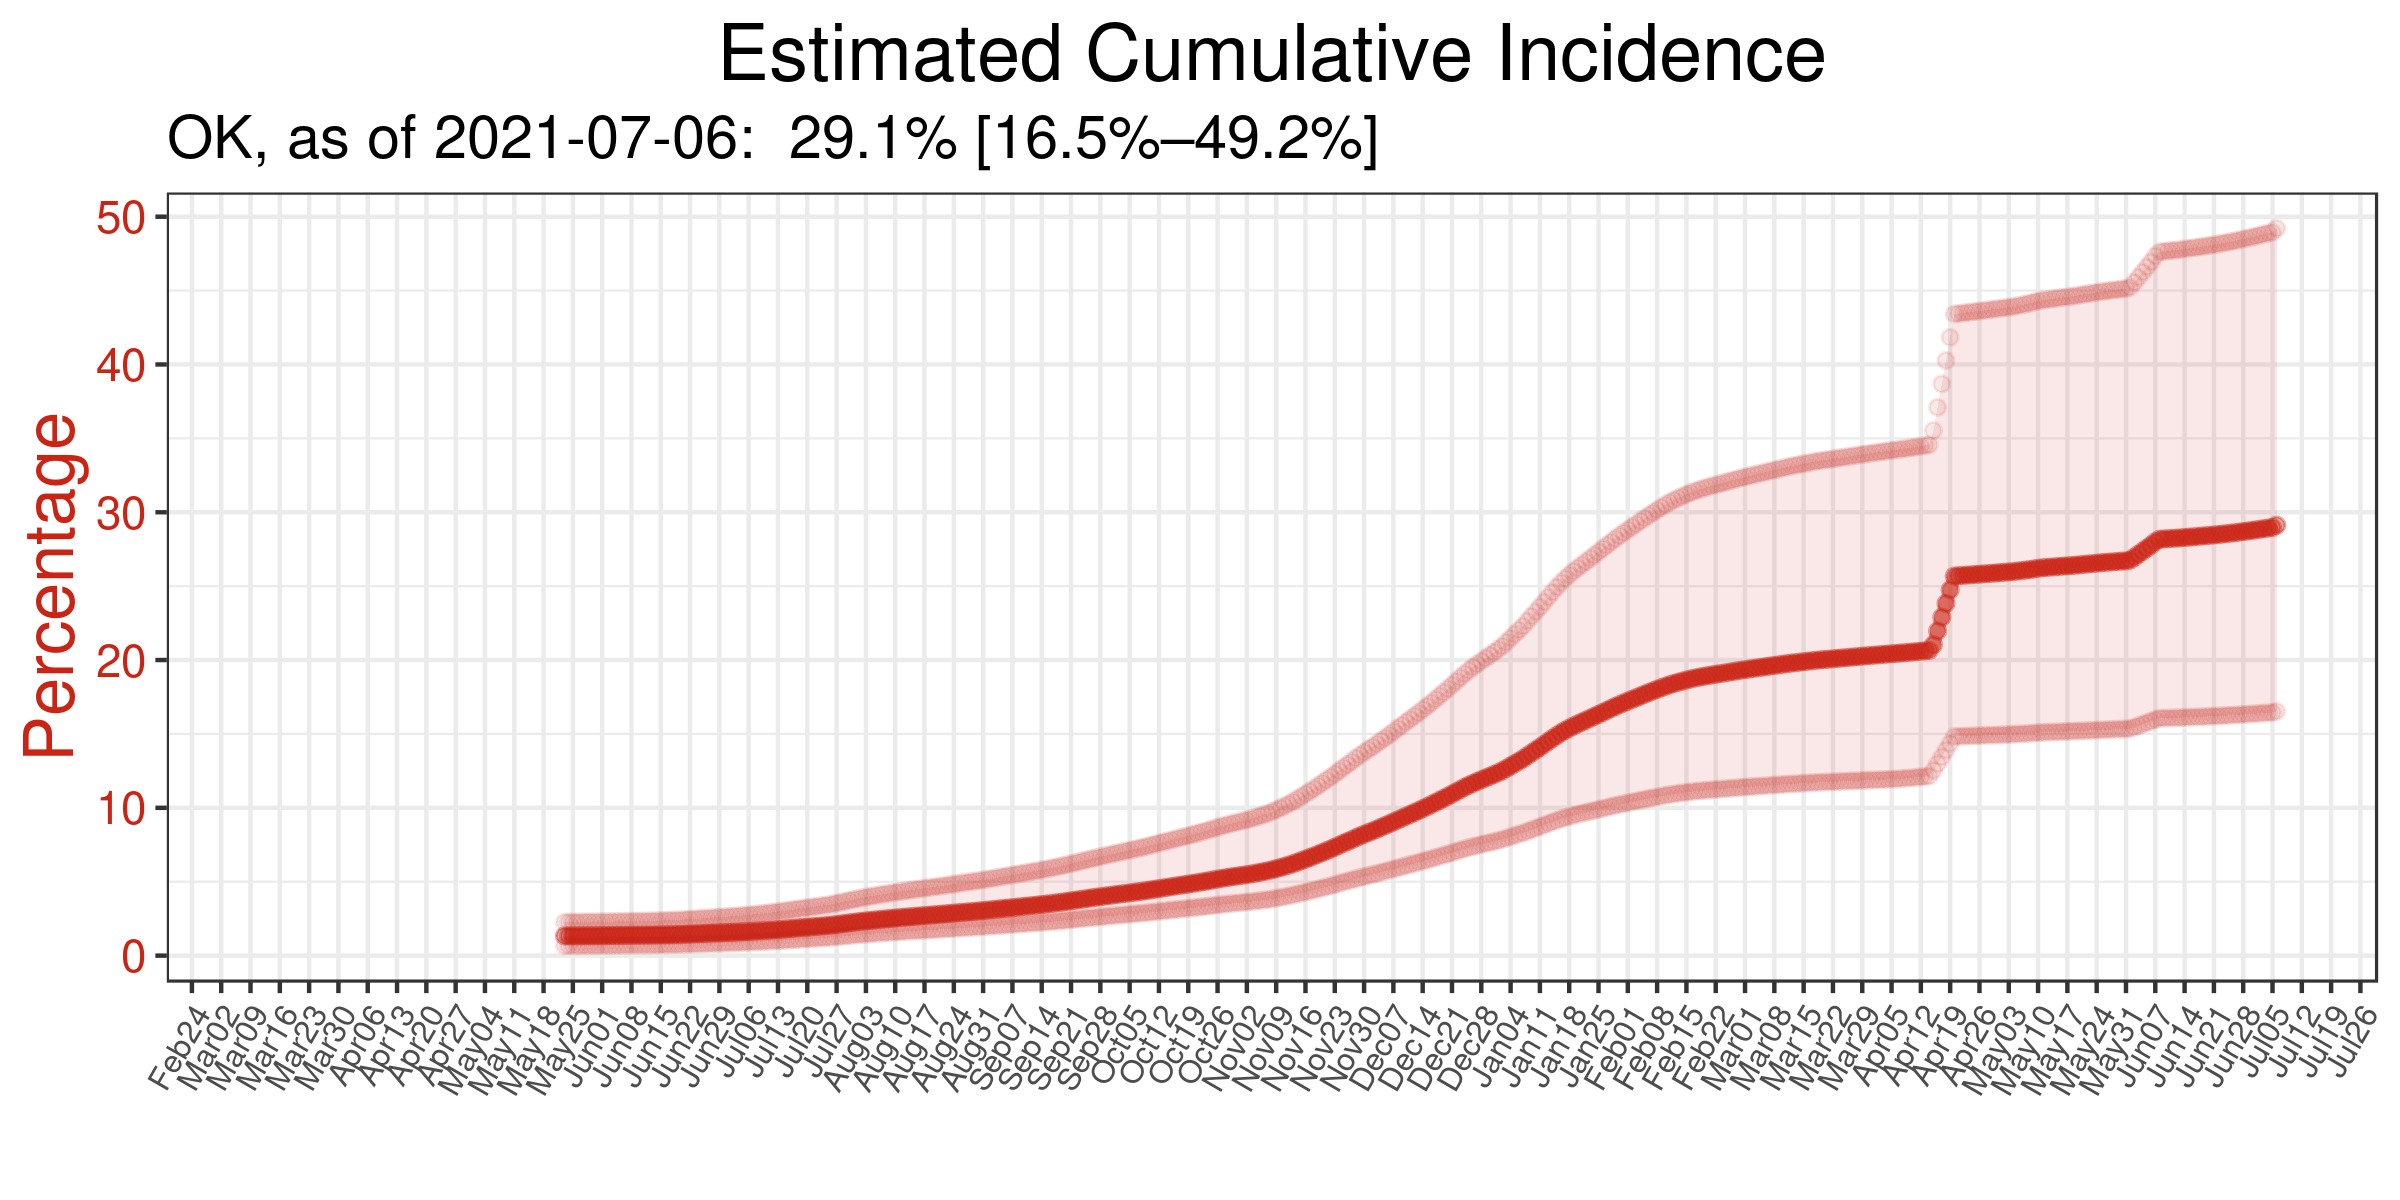 Estimated Cumulative Incidence
OK, as of 2021-07-06:  29.1% [16.5%–49.2%]
Percentage
50
40
30
20
10
0
Feb24
Mar02
Mar09
Mar16
Mar23
Mar30
Apr06
Apr13
Apr20
Apr27
May04
May11
May18
May25
Jun01
Jun08
Jun15
Jun22
Jun29
Jul06
Jul13
Jul20
Jul27
Aug03
Aug10
Aug17
Aug24
Aug31
Sep07
Sep14
Sep21
Sep28
Oct05
Oct12
Oct19
Oct26
Nov02
Nov09
Nov16
Nov23
Nov30
Dec07
Dec14
Dec21
Dec28
Jan04
Jan11
Jan18
Jan25
Feb01
Feb08
Feb15
Feb22
Mar01
Mar08
Mar15
Mar22
Mar29
Apr05
Apr12
Apr19
Apr26
May03
May10
May17
May24
May31
Jun07
Jun14
Jun21
Jun28
Jul05
Jul12
Jul19
Jul26